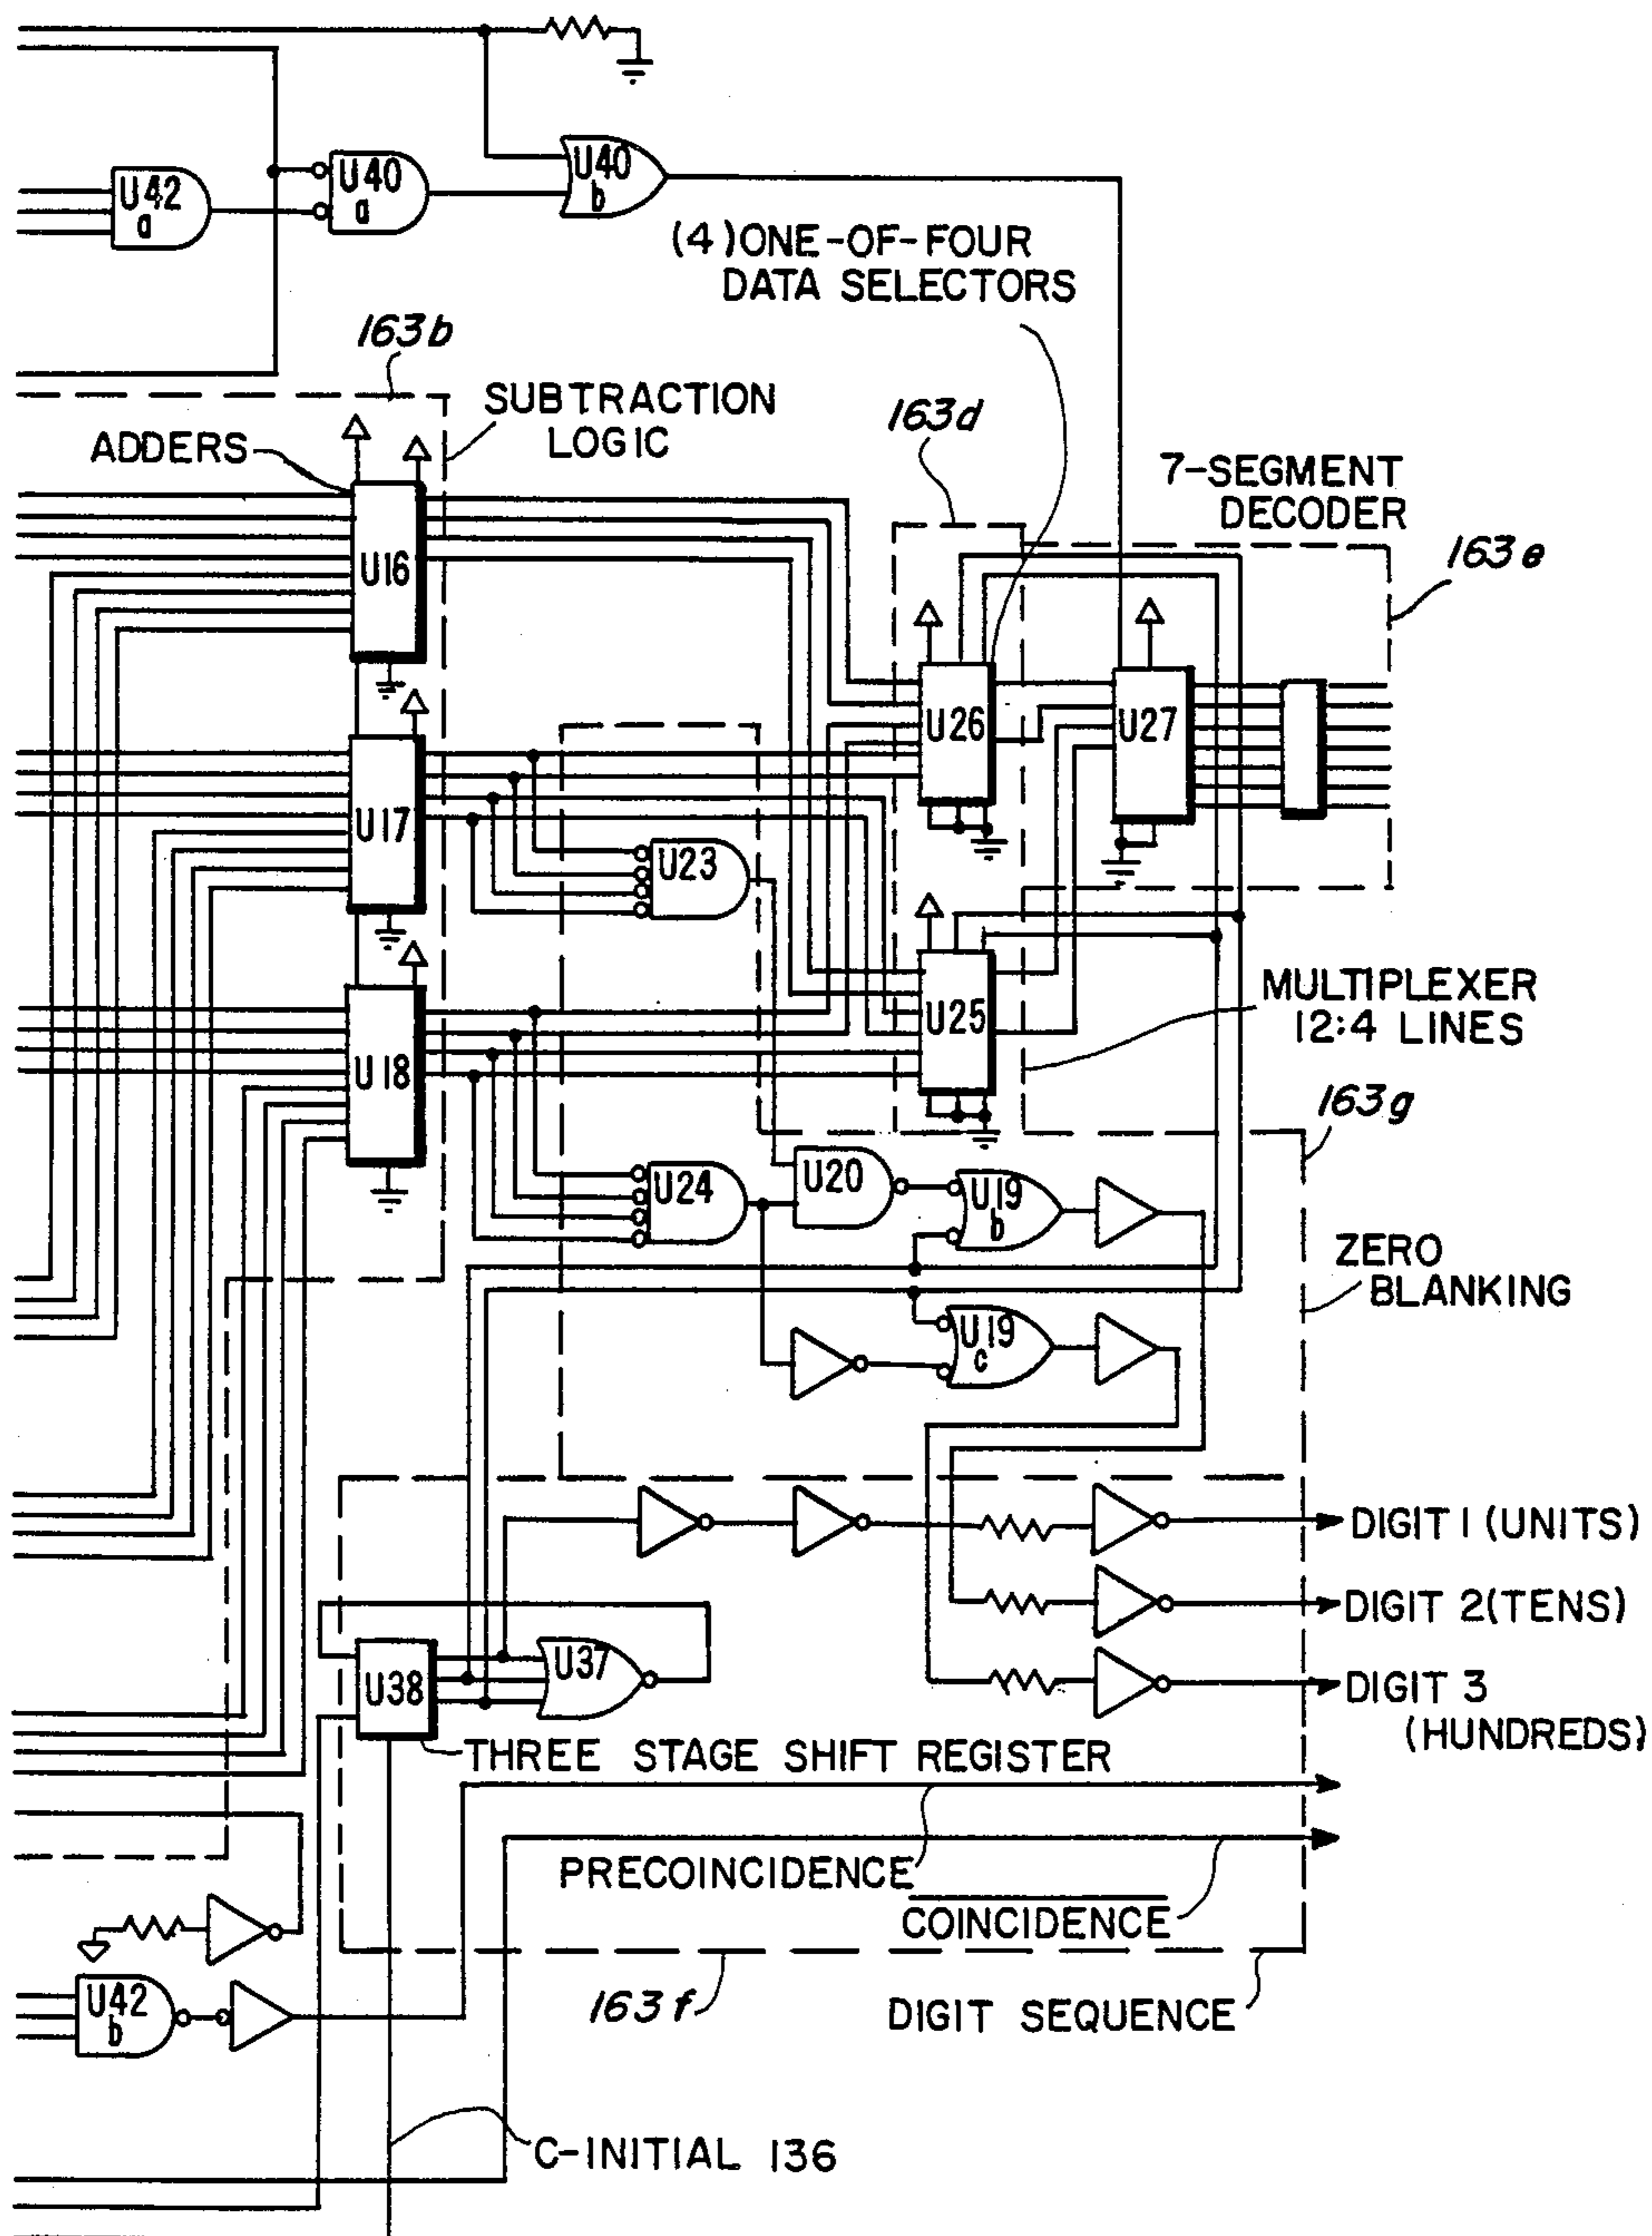 U42
a
U40
a
U40
b
(4)ONE-OF-FOUR
DATA SELECTORS
163b
SUBTRACTION
LOGIC
ADDERS
163d
7-SEGMENT
DECODER
163e
U16
U26
U27
U17
U23
U25
MULTIPLEXER
12:4 LINES
U18
163g
U24
U20
U19
b
ZERO
BLANKING
U19
c
DIGIT 1 (UNITS)
DIGIT 2(TENS)
U38
U37
DIGIT 3
(HUNDREDS)
THREE STAGE SHIFT REGISTER
PRECOINCIDENCE
COINCIDENCE
U42
b
163f
DIGIT SEQUENCE
C-INITIAL 136